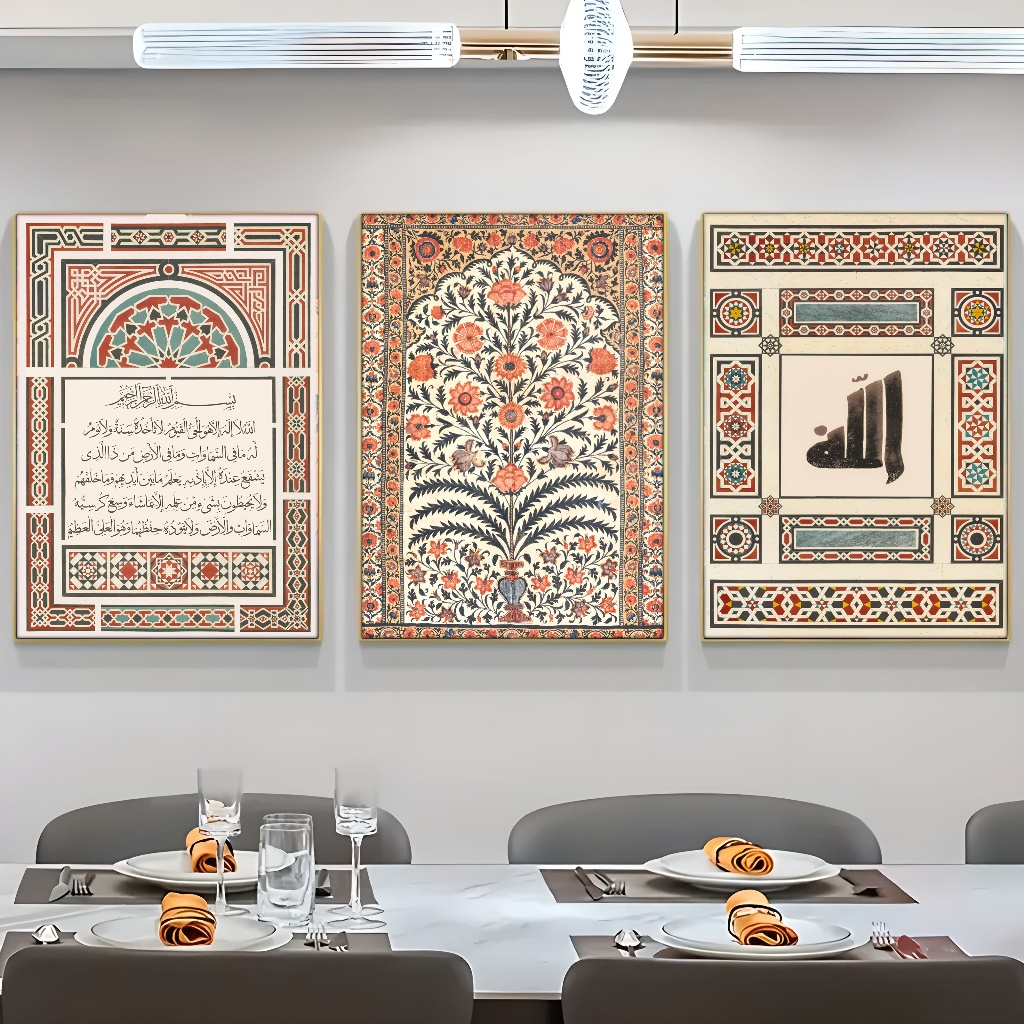 بسم الله الرحمن الرحيم
الله لا إله إلا هو الحي القيوم لا تأخذه سنة ولا نوم
له ما في السماوات وما في الأرض من ذا الذي
يشفع عنده إلا بإذنه يعلم ما بين أيديهم وما خلفهم
ولا يحيطون بشيء من علمه إلا بما شاء وسع كرسيه
السماوات والأرض ولا يئوده حفظهما وهو العلي العظيم